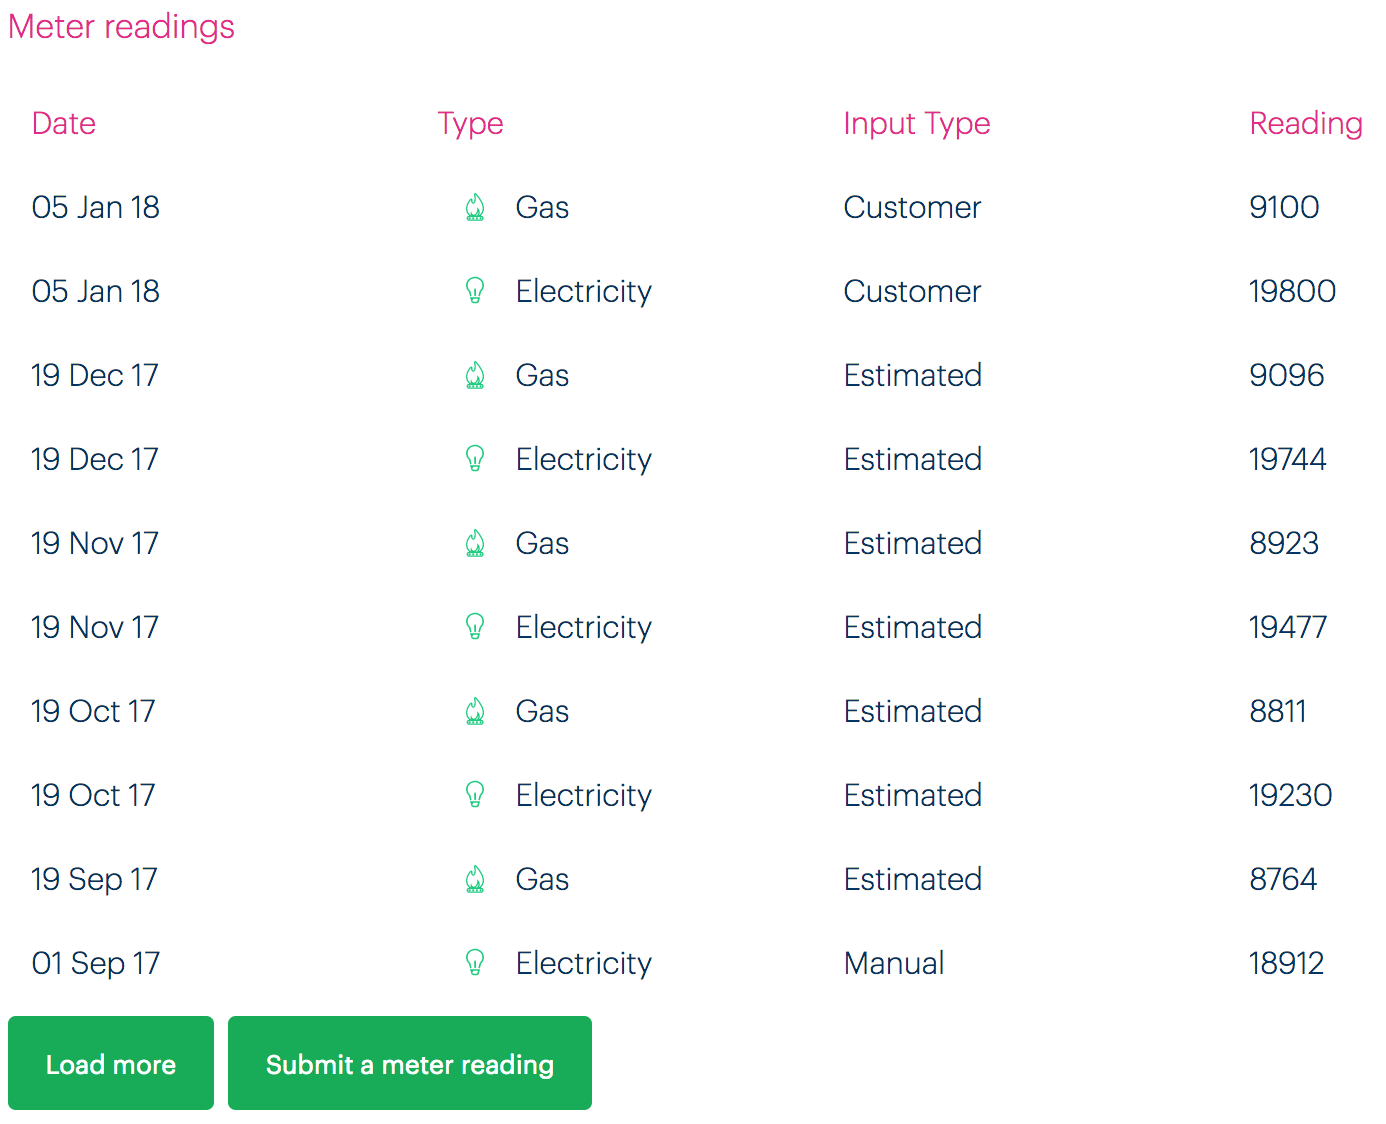 Meter readings
Date Type Input Type Reading
05 Jan 18 Gas Customer 9100
05 Jan 18 Electricity Customer 19800
19 Dec 17 Gas Estimated 9096
19 Dec 17 Electricity Estimated 19744
19 Nov 17 Gas Estimated 8923
19 Nov 17 Electricity Estimated 19477
19 Oct 17 Gas Estimated 8811
19 Oct 17 Electricity Estimated 19230
19 Sep 17 Gas Estimated 8764
01 Sep 17 Electricity Manual 18912
Load more Submit a meter reading